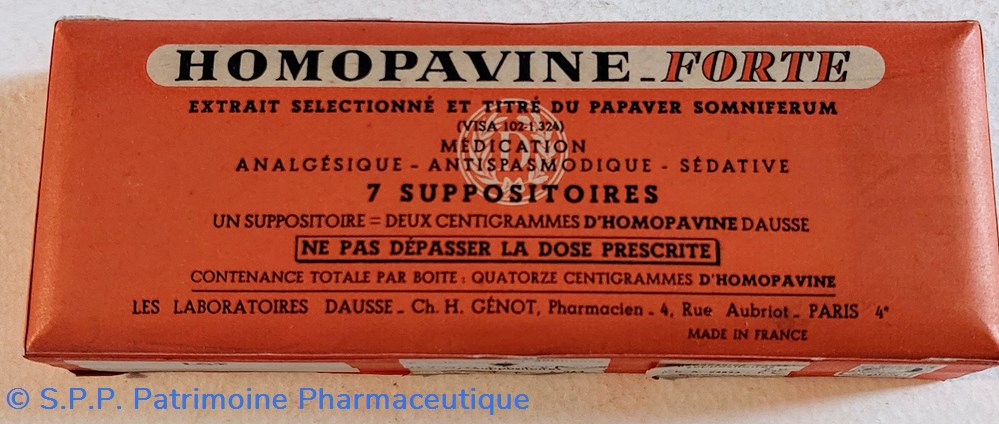 HOMOPAVINE - FORTE
EXTRAIT SELECTIONNÉ ET TITRÉ DU PAPAVER SOMNIFERUM
(VISA 102-1.324)
MÉDICATION
ANALGÉSIQUE - ANTISPASMODIQUE - SÉDATIVE
7 SUPPOSITOIRES
UN SUPPOSITOIRE = DEUX CENTIGRAMMES D'HOMOPAVINE DAUSSE
NE PAS DÉPASSER LA DOSE PRESCRITE
CONTENANCE TOTALE PAR BOITE : QUATORZE CENTIGRAMMES D'HOMOPAVINE
LES LABORATOIRES DAUSSE - Ch. H. GÉNOT, Pharmacien - 4, Rue Aubriot - PARIS 4e
MADE IN FRANCE
© S.P.P. Patrimoine Pharmaceutique